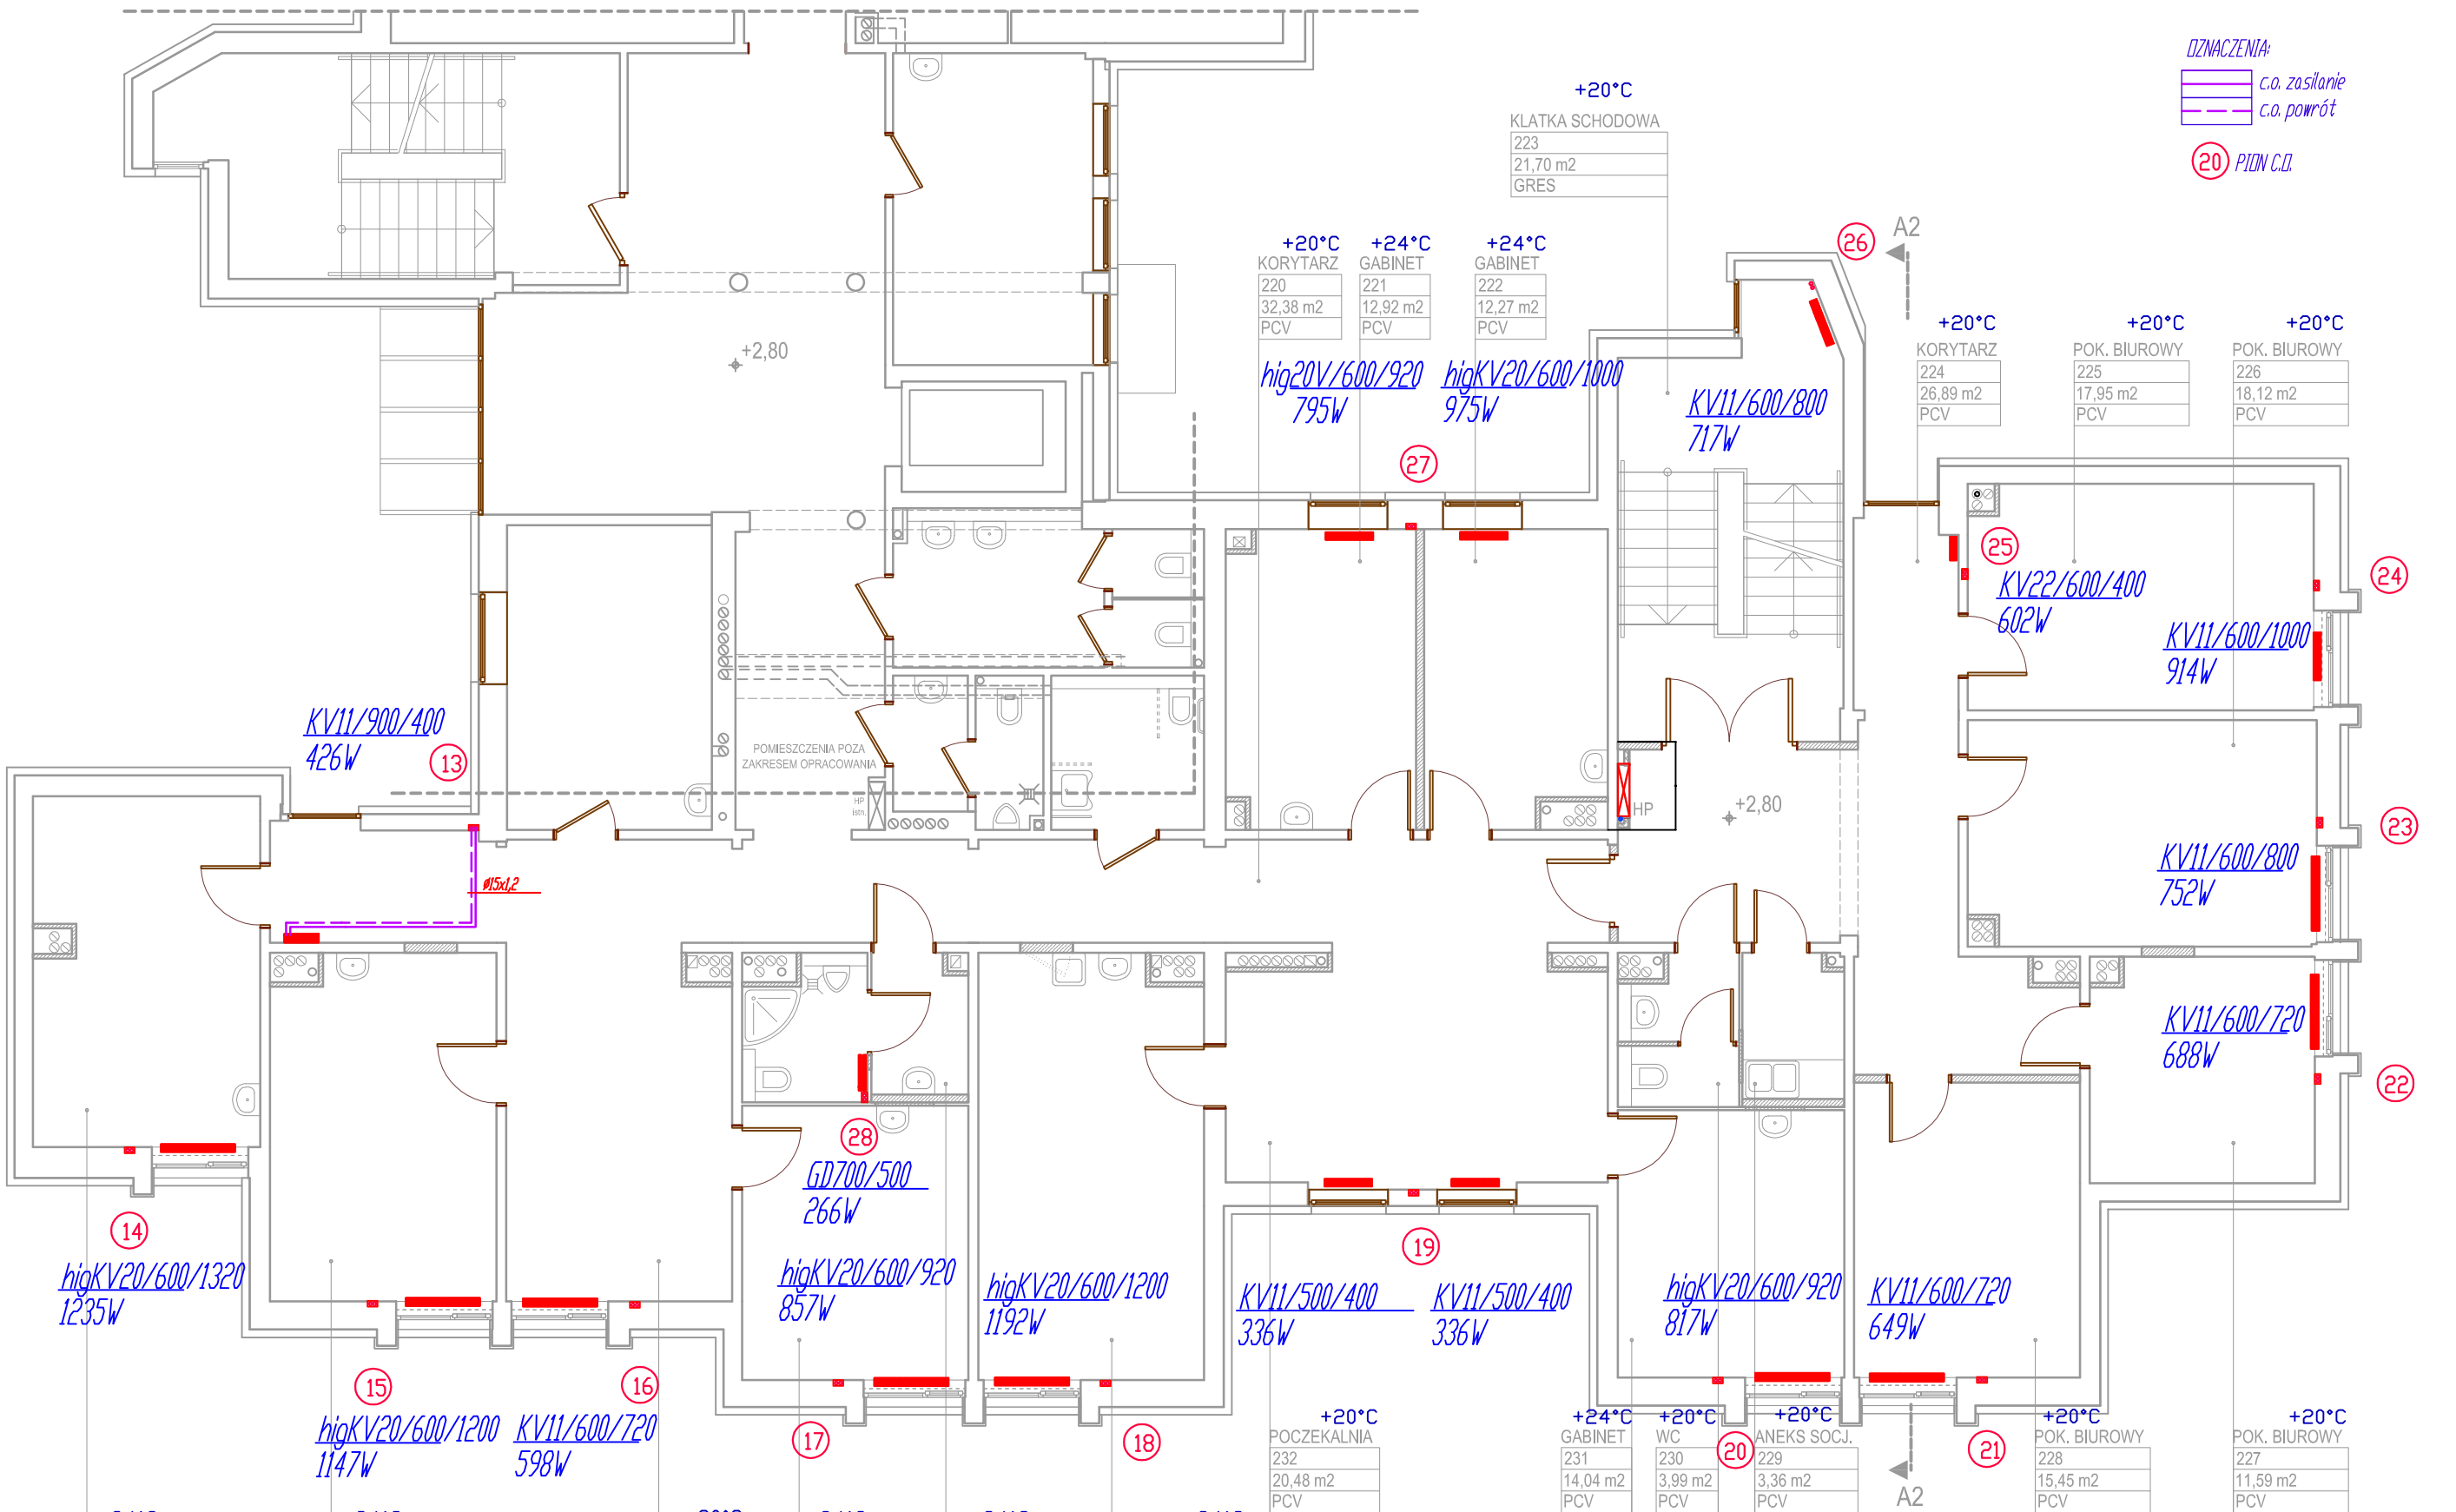 OZNACZENIA:
c.o. zasilanie
c.o. powrót
20 PION C.O.
+20°C
KLATKA SCHODOWA
223
21,70 m2
GRES
26
A2
+20°C
KORYTARZ
220
32,38 m2
PCV
+24°C
GABINET
221
12,92 m2
PCV
+24°C
GABINET
222
12,27 m2
PCV
+20°C
KORYTARZ
224
26,89 m2
PCV
+20°C
POK. BIUROWY
225
17,95 m2
PCV
+20°C
POK. BIUROWY
226
18,12 m2
PCV
+2,80
hig20V/600/920
795W
higKV20/600/1000
975W
KV11/600/800
717W
27
25
KV22/600/400
602W
24
KV11/600/1000
914W
KV11/900/400
426W
13
POMIESZCZENIA POZA
ZAKRESEM OPRACOWANIA
HP
istn.
HP
+2,80
23
KV11/600/800
752W
ø15x1,2
KV11/600/720
688W
22
28
GD700/500
266W
14
higKV20/600/1320
1235W
higKV20/600/920
857W
higKV20/600/1200
1192W
19
KV11/500/400
336W
KV11/500/400
336W
higKV20/600/920
817W
KV11/600/720
649W
15
higKV20/600/1200
1147W
16
KV11/600/720
598W
17
18
+20°C
POCZEKALNIA
232
20,48 m2
PCV
+24°C
GABINET
231
14,04 m2
PCV
+20°C
WC
230
3,99 m2
PCV
20
+20°C
ANEKS SOCJ.
229
3,36 m2
PCV
A2
21
+20°C
POK. BIUROWY
228
15,45 m2
PCV
+20°C
POK. BIUROWY
227
11,59 m2
PCV